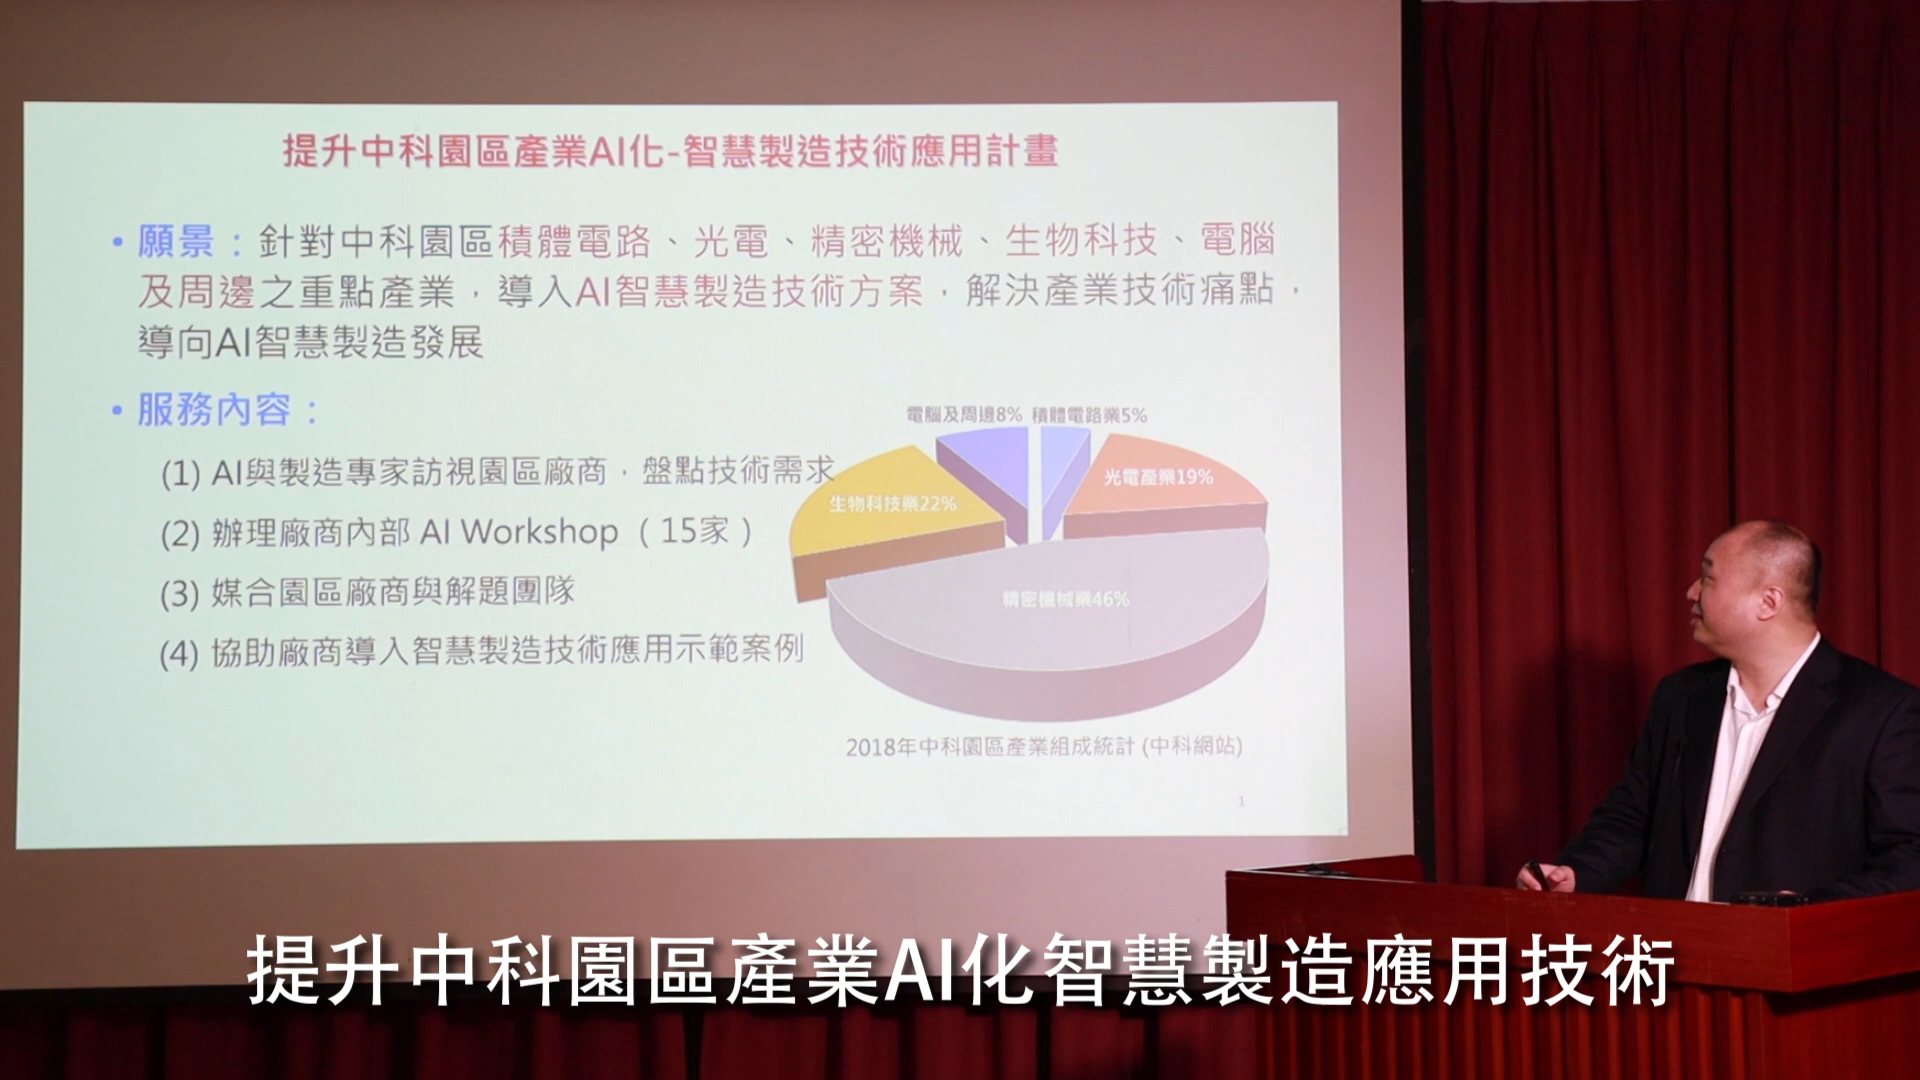 提升中科園區產業AI化-智慧製造技術應用計畫
•願景：針對中科園區積體電路、光電、精密機械、生物科技、電腦
及周邊之重點產業，導入AI智慧製造技術方案，解決產業技術痛點，
導向AI智慧製造發展
•服務內容：
(1) AI與製造專家訪視園區廠商，盤點技術需求
(2) 辦理廠商內部 AI Workshop （15家）
(3) 媒合園區廠商與解題團隊
(4) 協助廠商導入智慧製造技術應用示範案例
電腦及周邊8%
積體電路業5%
光電產業19%
生物科技業22%
精密機械業46%
2018年中科園區產業組成統計 (中科網站)
1
提升中科園區產業AI化智慧製造應用技術